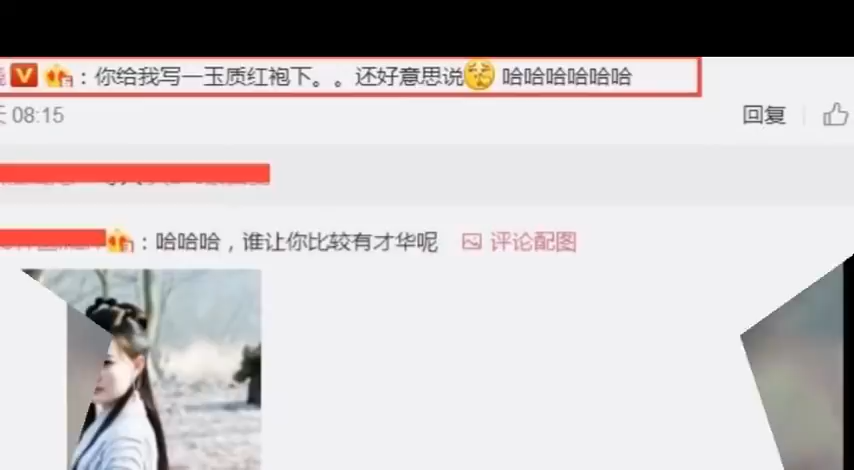 ：你给我写一玉质红袍下。。还好意思说 哈哈哈哈哈哈
08:15 回复
：哈哈哈，谁让你比较有才华呢 评论配图